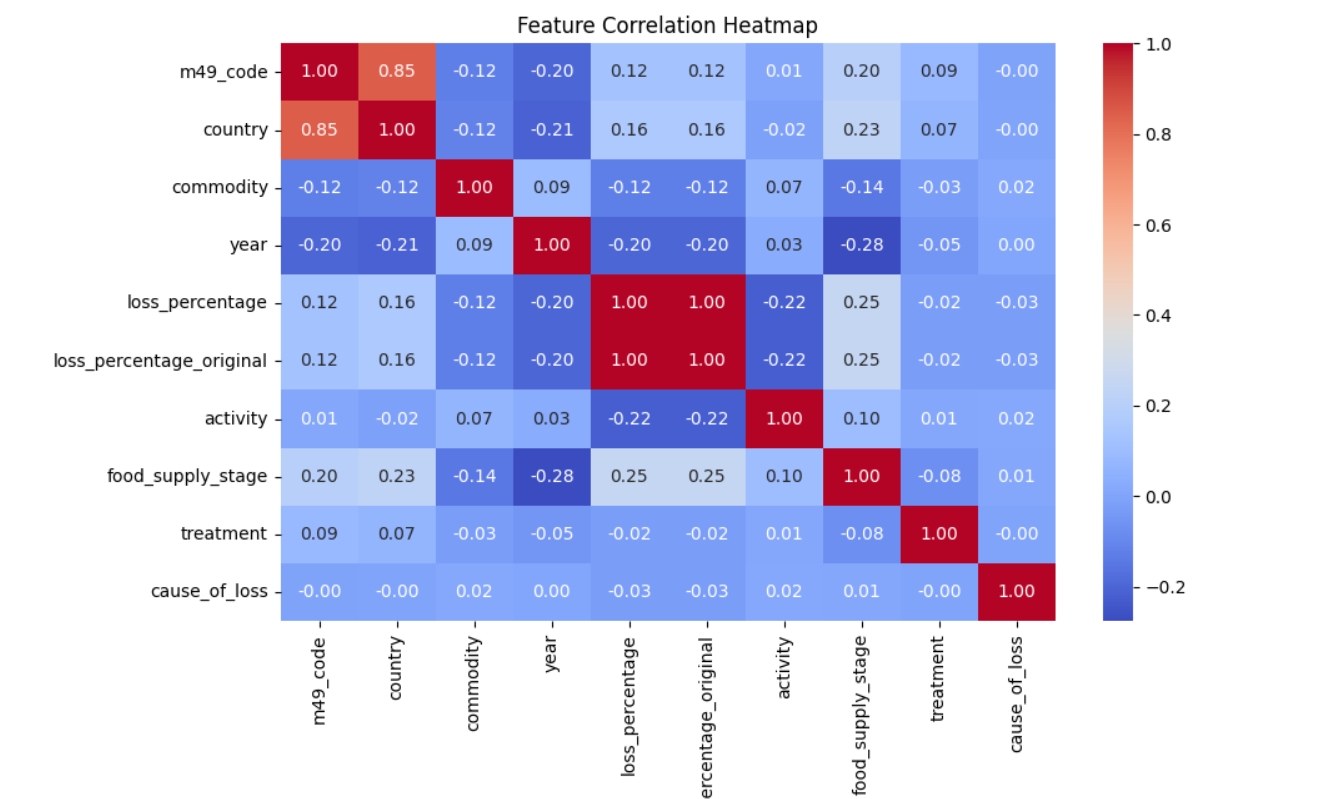 Feature Correlation Heatmap
m49_code 1.00 0.85 -0.12 -0.20 0.12 0.12 0.01 0.20 0.09 -0.00
country 0.85 1.00 -0.12 -0.21 0.16 0.16 -0.02 0.23 0.07 -0.00
commodity -0.12 -0.12 1.00 0.09 -0.12 -0.12 0.07 -0.14 -0.03 0.02
year -0.20 -0.21 0.09 1.00 -0.20 -0.20 0.03 -0.28 -0.05 0.00
loss_percentage 0.12 0.16 -0.12 -0.20 1.00 1.00 -0.22 0.25 -0.02 -0.03
loss_percentage_original 0.12 0.16 -0.12 -0.20 1.00 1.00 -0.22 0.25 -0.02 -0.03
activity 0.01 -0.02 0.07 0.03 -0.22 -0.22 1.00 0.10 0.01 0.02
food_supply_stage 0.20 0.23 -0.14 -0.28 0.25 0.25 0.10 1.00 -0.08 0.01
treatment 0.09 0.07 -0.03 -0.05 -0.02 -0.02 0.01 -0.08 1.00 -0.00
cause_of_loss -0.00 -0.00 0.02 0.00 -0.03 -0.03 0.02 0.01 -0.00 1.00
m49_code
country
commodity
year
loss_percentage
ercentage_original
activity
food_supply_stage
treatment
cause_of_loss
1.0
0.8
0.6
0.4
0.2
0.0
−0.2